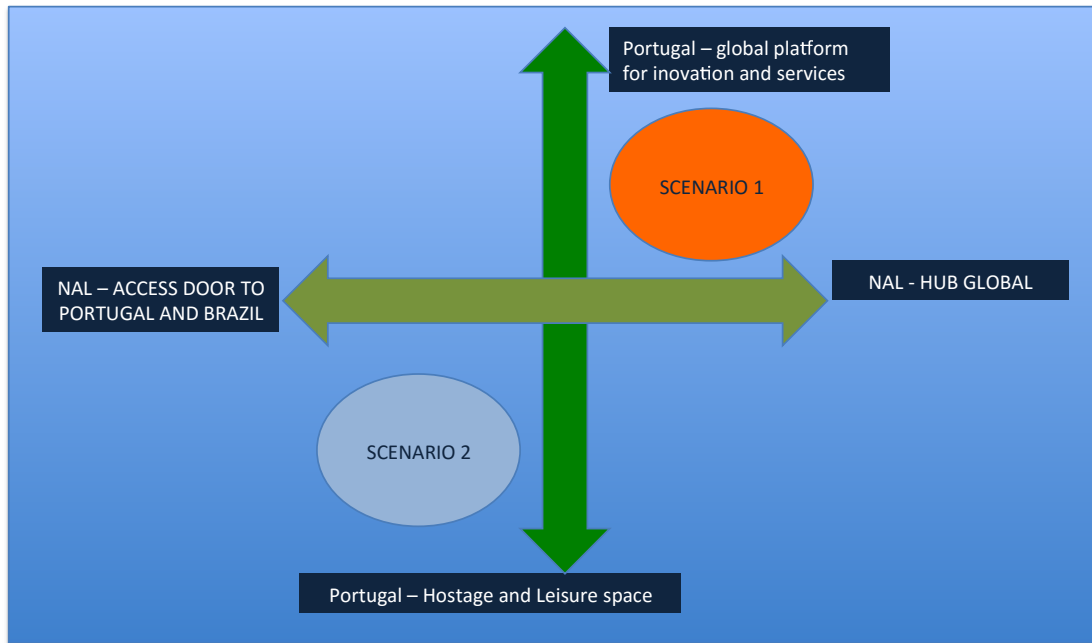 Portugal – global platform
for inovation and services
SCENARIO 1
NAL – ACCESS DOOR TO
PORTUGAL AND BRAZIL
NAL - HUB GLOBAL
SCENARIO 2
Portugal – Hostage and Leisure space